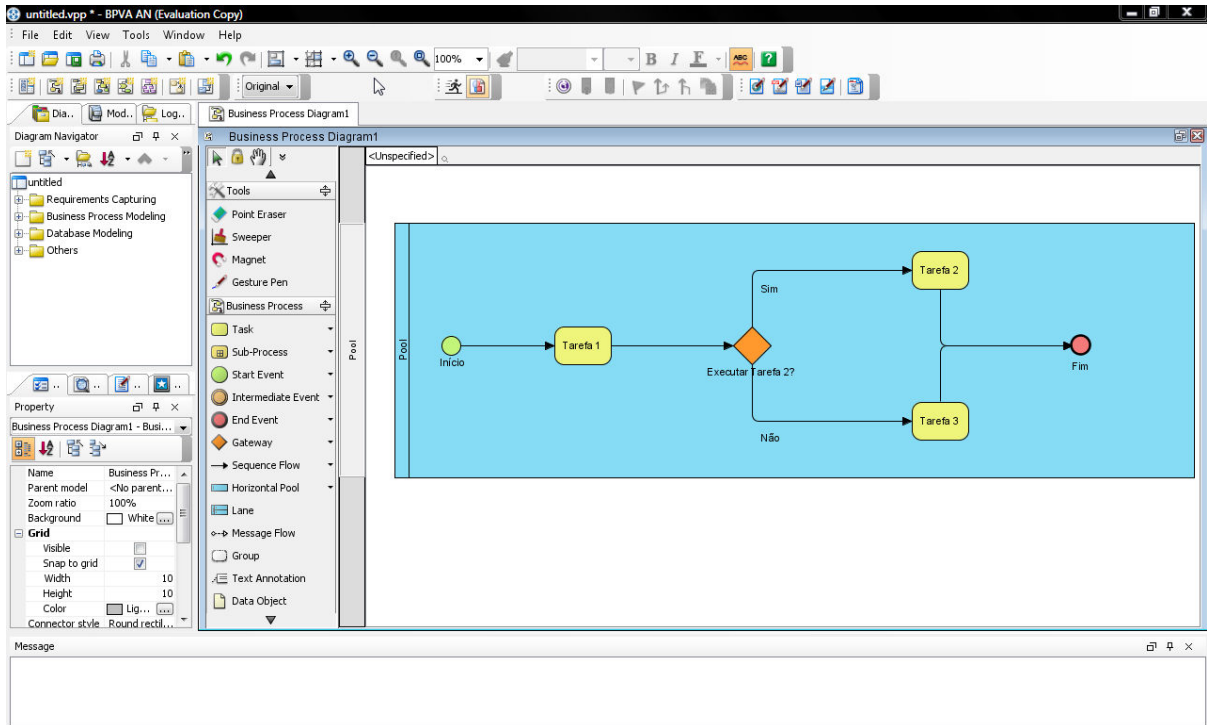 untitled.vpp * - BPVA AN (Evaluation Copy)
File Edit View Tools Window Help
100% B I F ABC ?
Original
Dia.. Mod.. Log..
Business Process Diagram1
Diagram Navigator
untitled
Requirements Capturing
Business Process Modeling
Database Modeling
Others
Property
Business Process Diagram1 - Busi...
Name Business Pr...
Parent model <No parent...
Zoom ratio 100%
Background White ...
Grid
Visible
Snap to grid
Width 10
Height 10
Color Lig... ...
Connector style Round rectil...
Business Process Diagram1
Tools
Point Eraser
Sweeper
Magnet
Gesture Pen
Business Process
Task
Sub-Process
Start Event
Intermediate Event
End Event
Gateway
Sequence Flow
Horizontal Pool
Lane
Message Flow
Group
Text Annotation
Data Object
<Unspecified>
Pool
Pool
Início
Tarefa 1
Executar Tarefa 2?
Sim
Não
Tarefa 2
Tarefa 3
Fim
Message